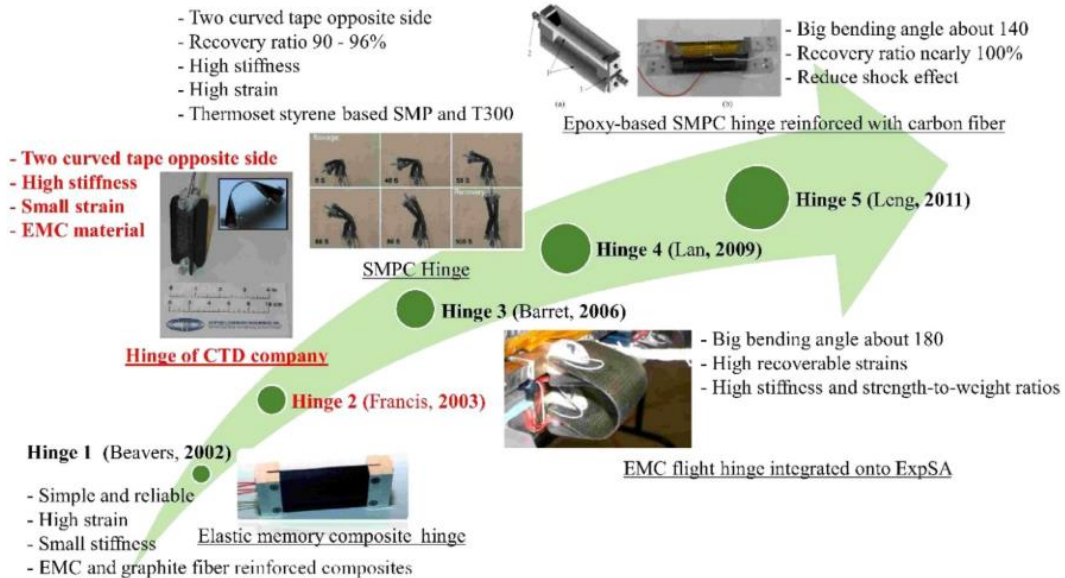 - Two curved tape opposite side
- Recovery ratio 90 - 96%
- High stiffness
- High strain
- Thermoset styrene based SMP and T300
- Big bending angle about 140
- Recovery ratio nearly 100%
- Reduce shock effect
(a)
(b)
Epoxy-based SMPC hinge reinforced with carbon fiber
- Two curved tape opposite side
- High stiffness
- Small strain
- EMC material
Recovery
SMPC Hinge
Hinge 5 (Leng, 2011)
Hinge 4 (Lan, 2009)
Hinge 3 (Barret, 2006)
Hinge of CTD company
- Big bending angle about 180
- High recoverable strains
- High stiffness and strength-to-weight ratios
Hinge 2 (Francis, 2003)
Hinge 1 (Beavers, 2002)
EMC flight hinge integrated onto ExpSA
- Simple and reliable
- High strain
- Small stiffness
- EMC and graphite fiber reinforced composites
Elastic memory composite hinge